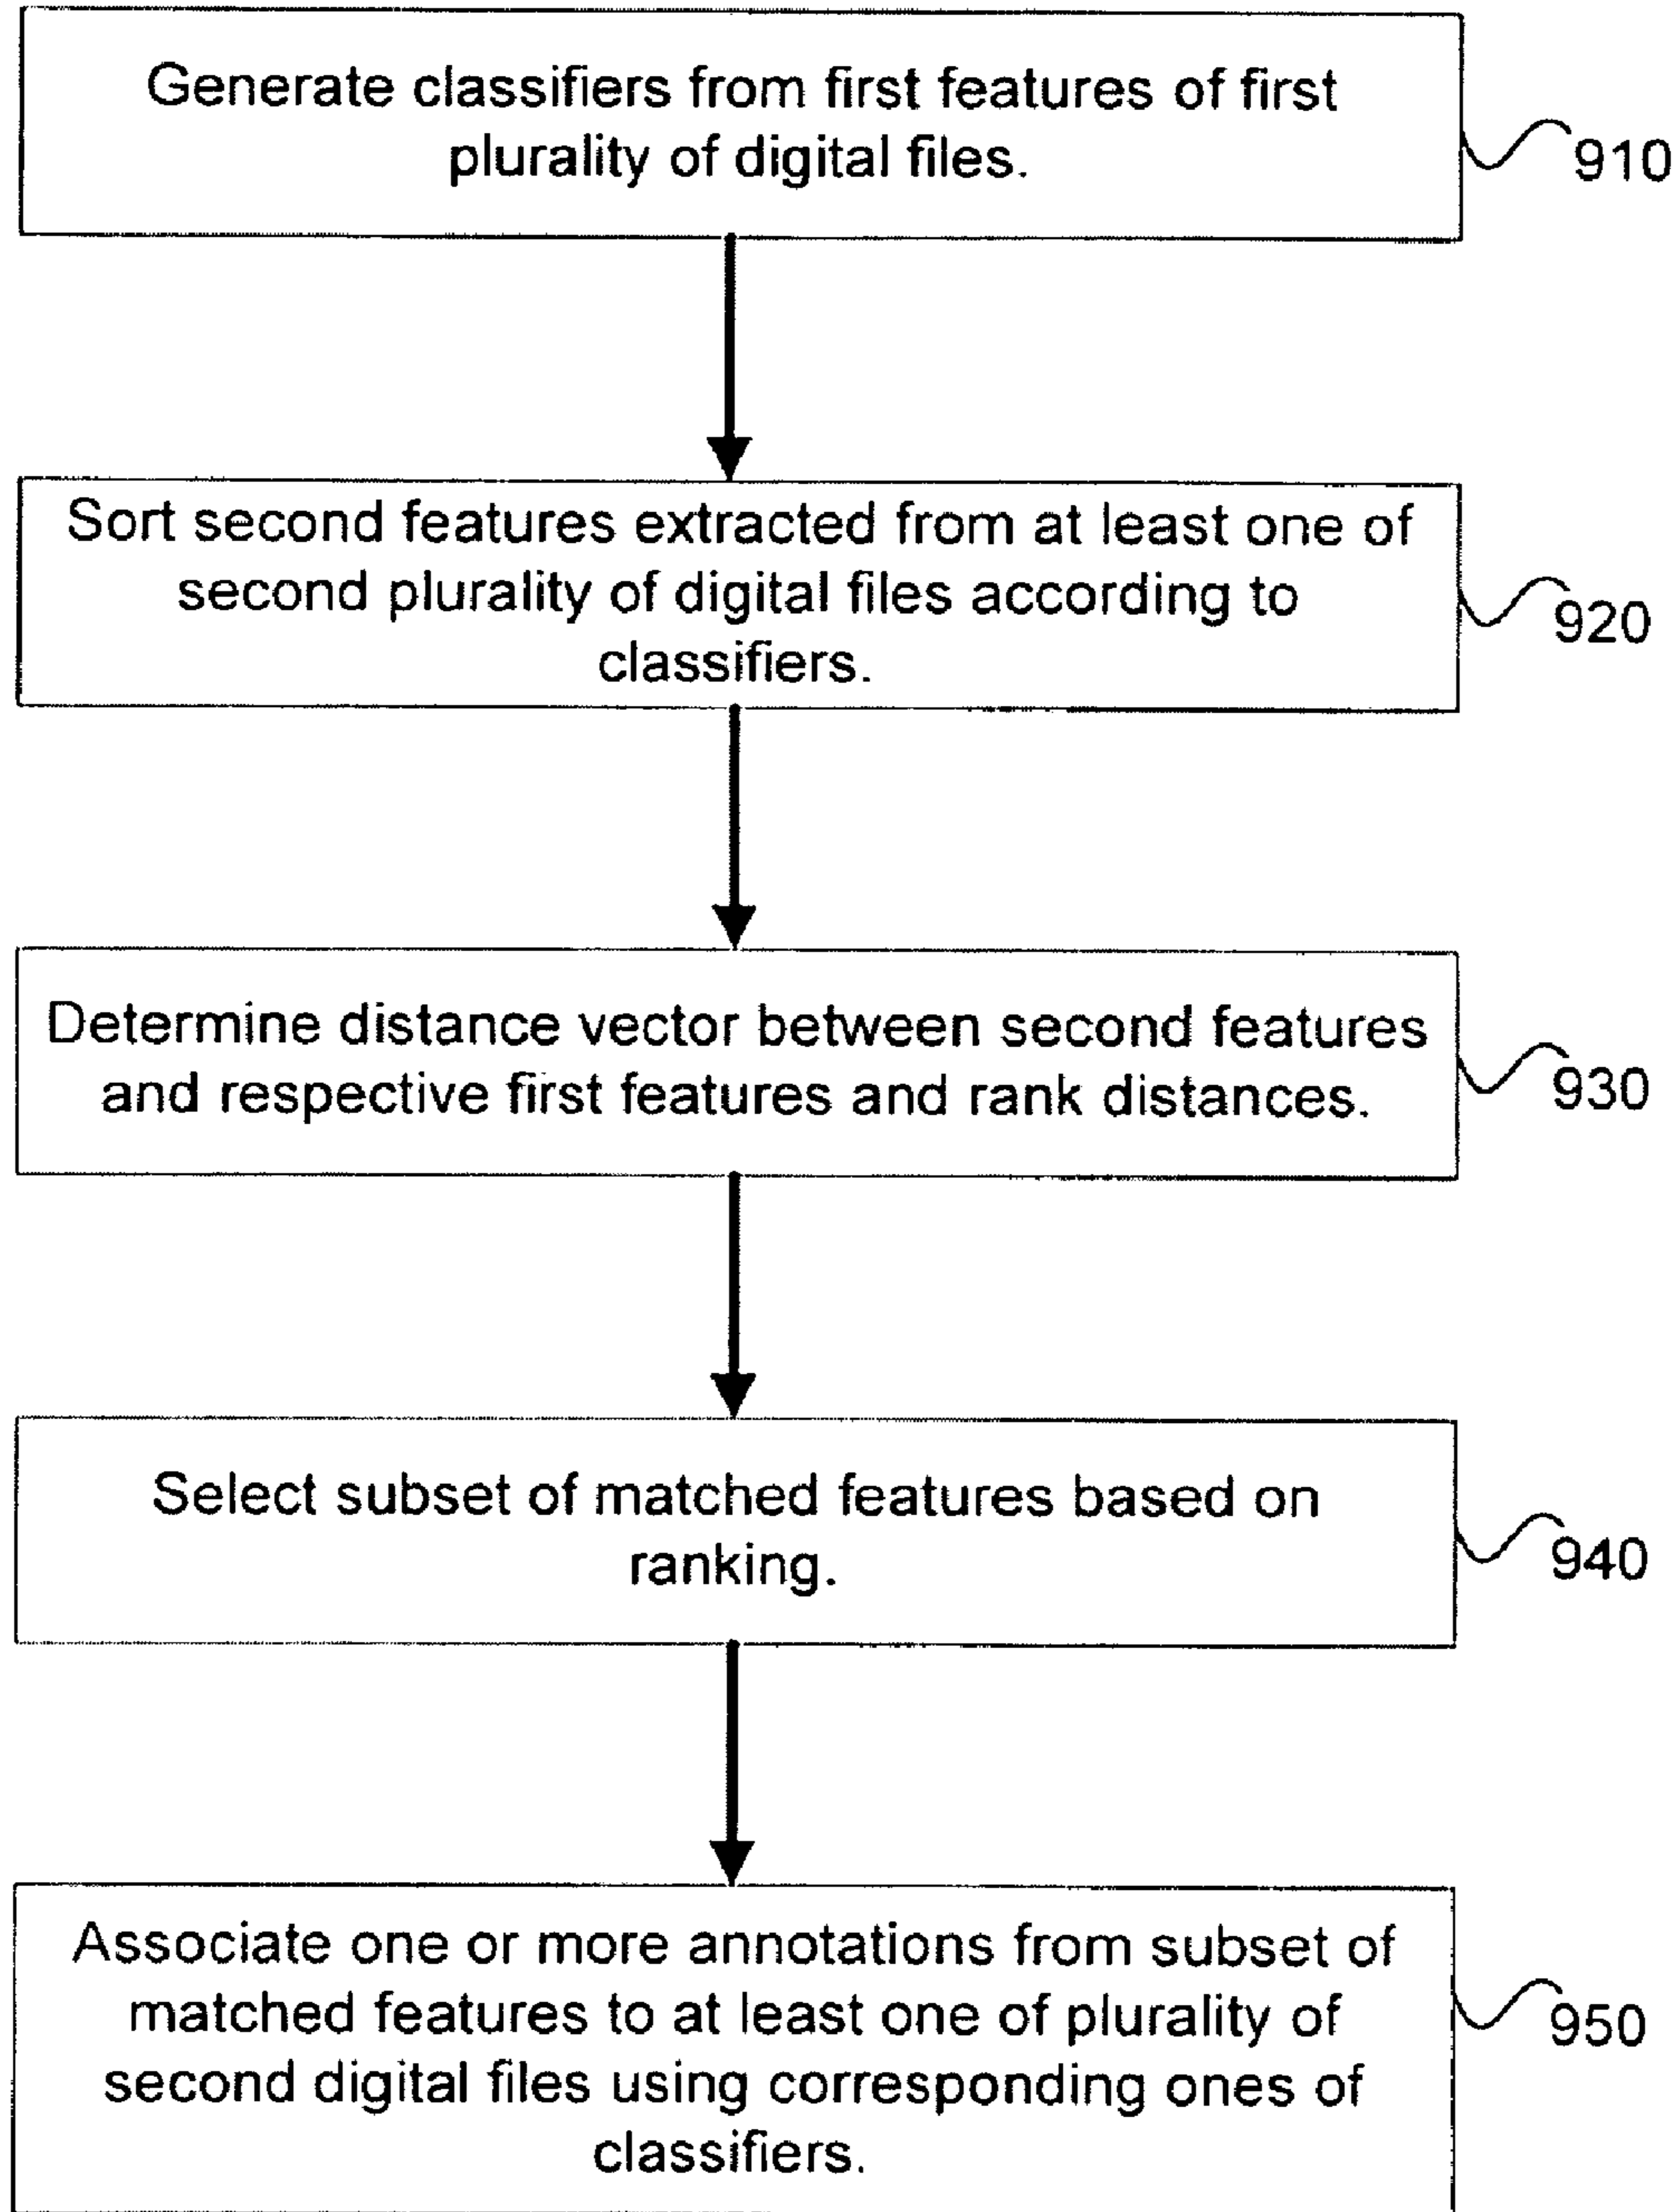 Generate classifiers from first features of first
plurality of digital files.
910
Sort second features extracted from at least one of
second plurality of digital files according to
classifiers.
920
Determine distance vector between second features
and respective first features and rank distances.
930
Select subset of matched features based on
ranking.
940
Associate one or more annotations from subset of
matched features to at least one of plurality of
second digital files using corresponding ones of
classifiers.
950